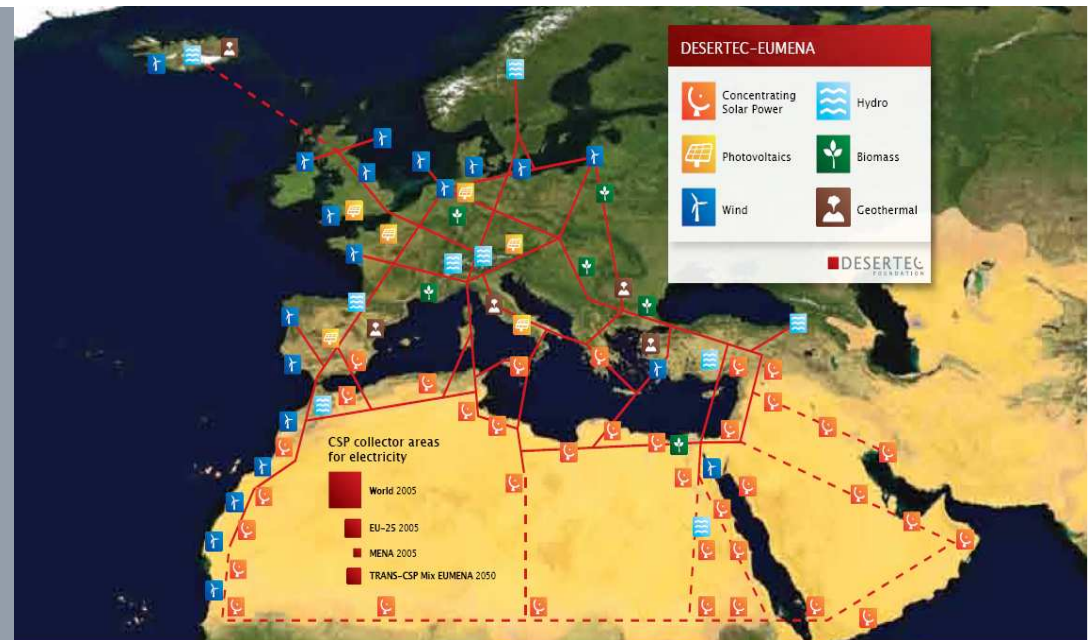 DESERTEC-EUMENA
Concentrating
Solar Power
Hydro
Photovoltaics
Biomass
Wind
Geothermal
DESERTEC
FOUNDATION
CSP collector areas
for electricity
World 2005
EU-25 2005
MENA 2005
TRANS-CSP Mix EUMENA 2050